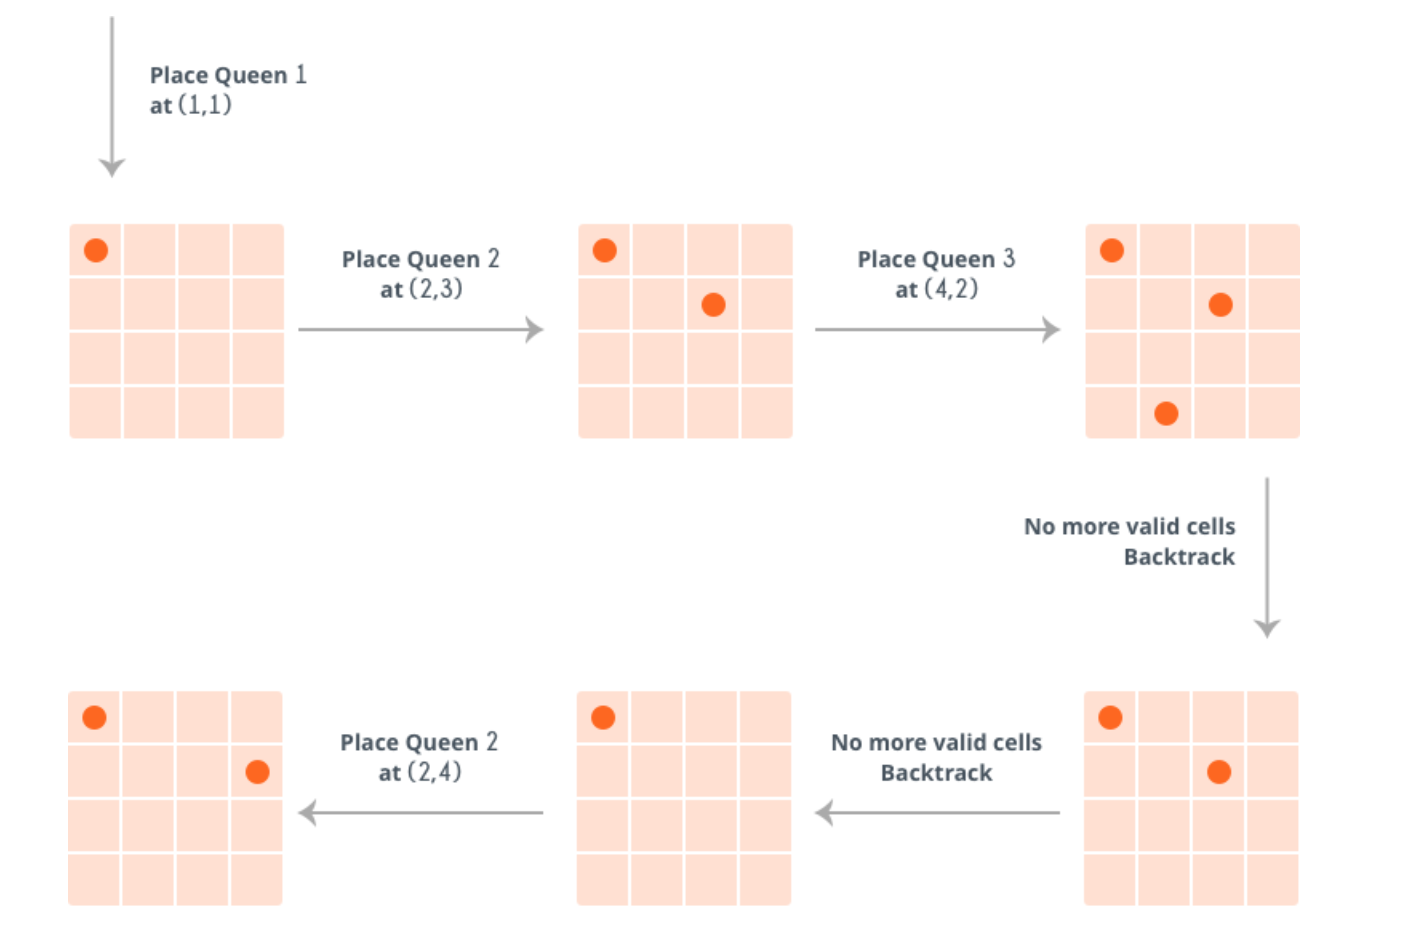 Place Queen 1
at (1,1)
Place Queen 2
at (2,3)
Place Queen 3
at (4,2)
No more valid cells
Backtrack
No more valid cells
Backtrack
Place Queen 2
at (2,4)